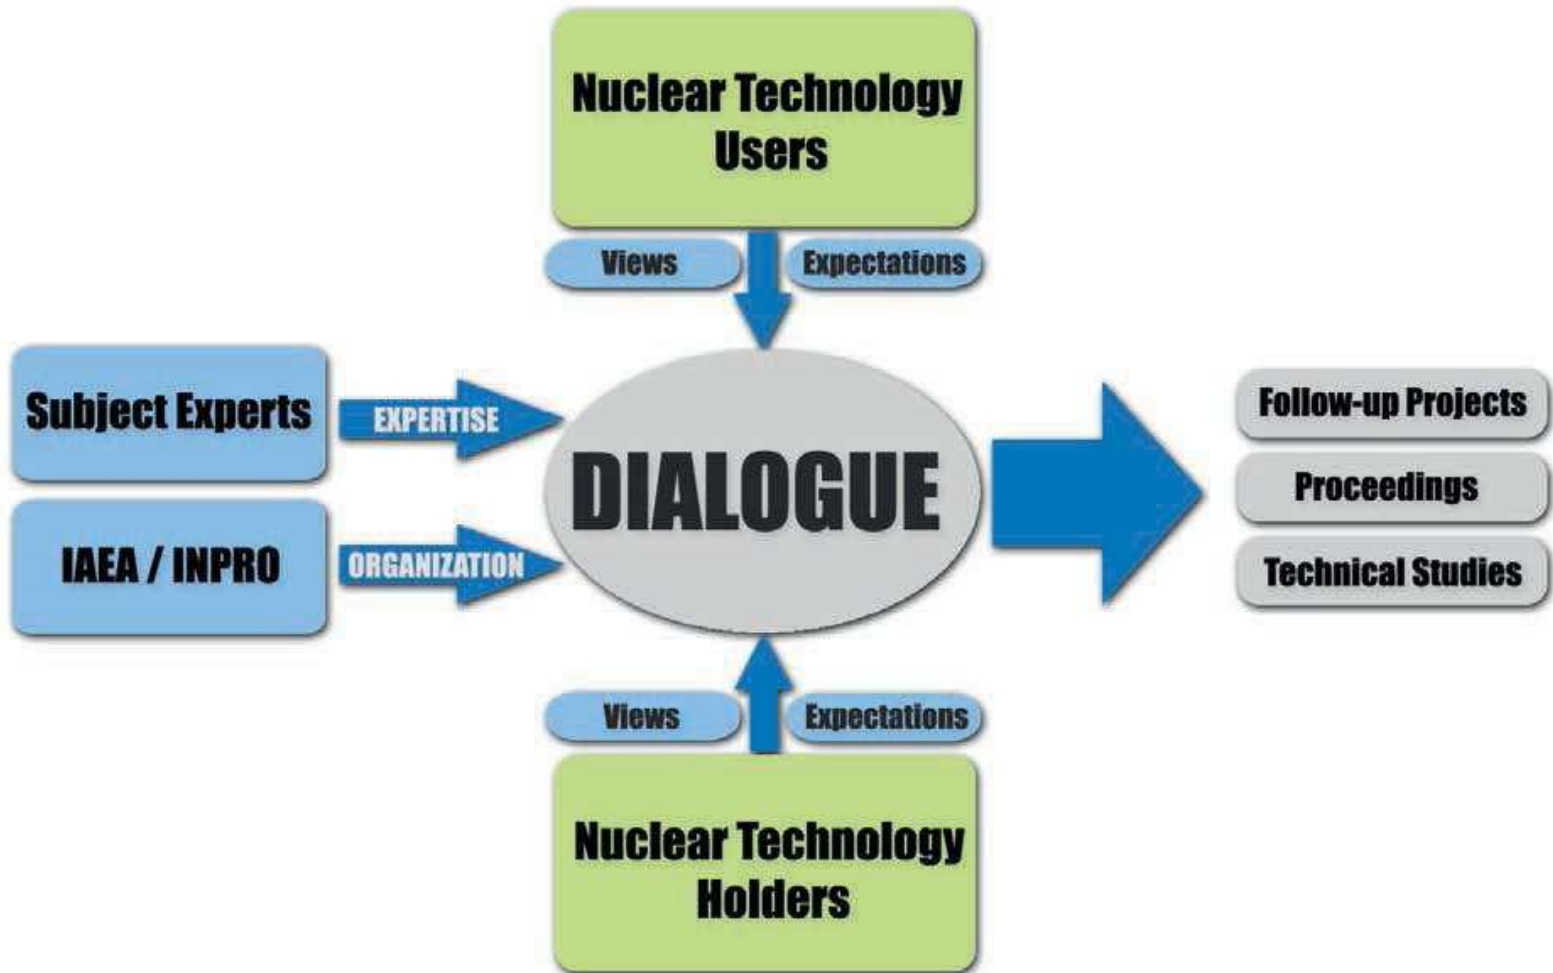 Nuclear Technology
Users
Views
Expectations
Subject Experts
EXPERTISE
IAEA / INPRO
ORGANIZATION
DIALOGUE
Follow-up Projects
Proceedings
Technical Studies
Views
Expectations
Nuclear Technology
Holders